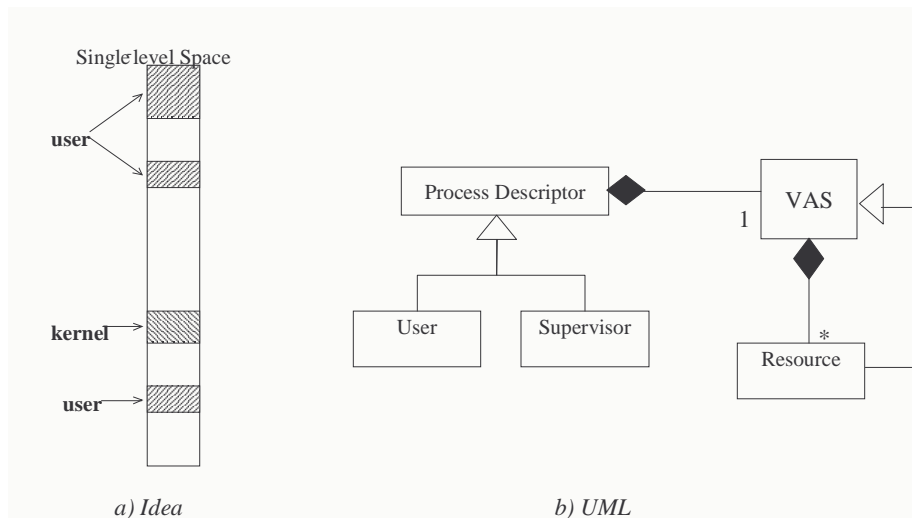 Single-level Space
user
kernel
user
Process Descriptor
VAS
1
User
Supervisor
*
Resource
a) Idea
b) UML